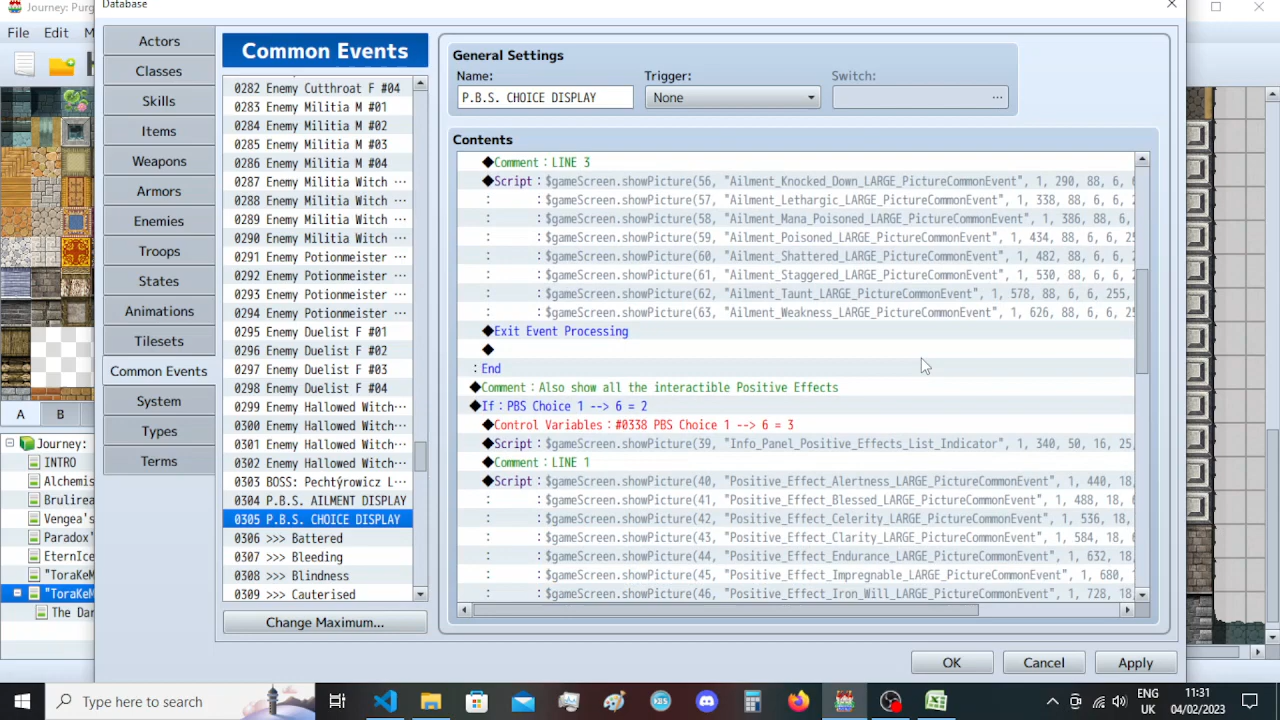 Journey: Purg
Database
File Edit M
Actors
Classes
Skills
Items
Weapons
Armors
Enemies
Troops
States
Animations
Tilesets
Common Events
System
Types
Terms
A B
Journey:
INTRO
Alchemis
Brulirea
Vengea's
Paradox'
EternIce
"ToraKeM
"ToraKeM
The Dar
Common Events
0282 Enemy Cutthroat F #04
0283 Enemy Militia M #01
0284 Enemy Militia M #02
0285 Enemy Militia M #03
0286 Enemy Militia M #04
0287 Enemy Militia Witch ···
0288 Enemy Militia Witch ···
0289 Enemy Militia Witch ···
0290 Enemy Militia Witch ···
0291 Enemy Potionmeister ···
0292 Enemy Potionmeister ···
0293 Enemy Potionmeister ···
0294 Enemy Potionmeister ···
0295 Enemy Duelist F #01
0296 Enemy Duelist F #02
0297 Enemy Duelist F #03
0298 Enemy Duelist F #04
0299 Enemy Hallowed Witch···
0300 Enemy Hallowed Witch···
0301 Enemy Hallowed Witch···
0302 Enemy Hallowed Witch···
0303 BOSS: Pechtýrowicz L···
0304 P.B.S. AILMENT DISPLAY
0305 P.B.S. CHOICE DISPLAY
0306 >>> Battered
0307 >>> Bleeding
0308 >>> Blindness
0309 >>> Cauterised
Change Maximum...
General Settings
Name: Trigger: Switch:
P.B.S. CHOICE DISPLAY None ···
Contents
◆Comment：LINE 3
◆Script：$gameScreen.showPicture(56, "Ailment_Knocked_Down_LARGE_PictureCommonEvent", 1, 290, 88, 6, 6
：　：$gameScreen.showPicture(57, "Ailment_Lethargic_LARGE_PictureCommonEvent", 1, 338, 88, 6, 6, 2
：　：$gameScreen.showPicture(58, "Ailment_Mana_Poisoned_LARGE_PictureCommonEvent", 1, 386, 88, 6,
：　：$gameScreen.showPicture(59, "Ailment_Poisoned_LARGE_PictureCommonEvent", 1, 434, 88, 6, 6, 25
：　：$gameScreen.showPicture(60, "Ailment_Shattered_LARGE_PictureCommonEvent", 1, 482, 88, 6, 6, 2
：　：$gameScreen.showPicture(61, "Ailment_Staggered_LARGE_PictureCommonEvent", 1, 530, 88, 6, 6, 2
：　：$gameScreen.showPicture(62, "Ailment_Taunt_LARGE_PictureCommonEvent", 1, 578, 88, 6, 6, 255,
：　：$gameScreen.showPicture(63, "Ailment_Weakness_LARGE_PictureCommonEvent", 1, 626, 88, 6, 6, 25
◆Exit Event Processing
◆
：End
◆Comment：Also show all the interactible Positive Effects
◆If：PBS Choice 1 --> 6 = 2
◆Control Variables：#0338 PBS Choice 1 --> 6 = 3
◆Script：$gameScreen.showPicture(39, "Info_Panel_Positive_Effects_List_Indicator", 1, 340, 50, 16, 25,
◆Comment：LINE 1
◆Script：$gameScreen.showPicture(40, "Positive_Effect_Alertness_LARGE_PictureCommonEvent", 1, 440, 18,
：　：$gameScreen.showPicture(41, "Positive_Effect_Blessed_LARGE_PictureCommonEvent", 1, 488, 18, 6
：　：$gameScreen.showPicture(42, "Positive_Effect_Celerity_LARGE_PictureCommonEvent", 1, 536, 18,
：　：$gameScreen.showPicture(43, "Positive_Effect_Clarity_LARGE_PictureCommonEvent", 1, 584, 18, 6
：　：$gameScreen.showPicture(44, "Positive_Effect_Endurance_LARGE_PictureCommonEvent", 1, 632, 18,
：　：$gameScreen.showPicture(45, "Positive_Effect_Impregnable_LARGE_PictureCommonEvent", 1, 680,
：　：$gameScreen.showPicture(46, "Positive_Effect_Iron_Will_LARGE_PictureCommonEvent", 1, 728, 18,
OK Cancel Apply
Type here to search
ENG
UK
11:31
04/02/2023